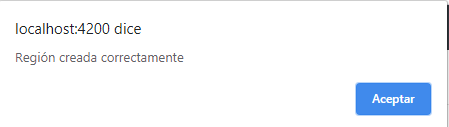 localhost:4200 dice
Región creada correctamente
Aceptar